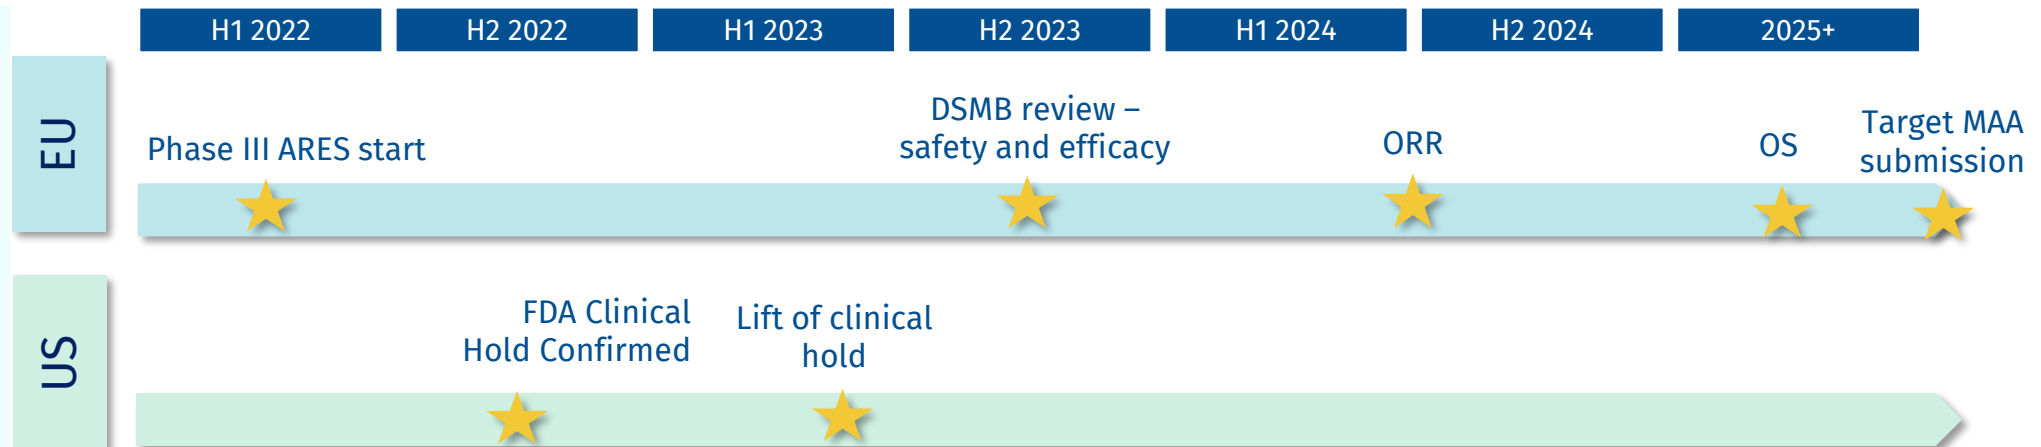 H1 2022
H2 2022
H1 2023
H2 2023
H1 2024
H2 2024
2025+
EU
Phase III ARES start
DSMB review –
safety and efficacy
ORR
OS
Target MAA
submission
US
FDA Clinical
Hold Confirmed
Lift of clinical
hold